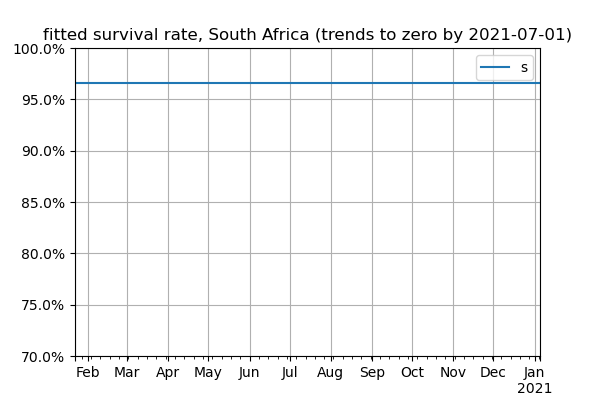 fitted survival rate, South Africa (trends to zero by 2021-07-01)
100.0%
s
95.0%
90.0%
85.0%
80.0%
75.0%
70.0%
Feb Mar Apr May Jun Jul Aug Sep Oct Nov Dec Jan
2021